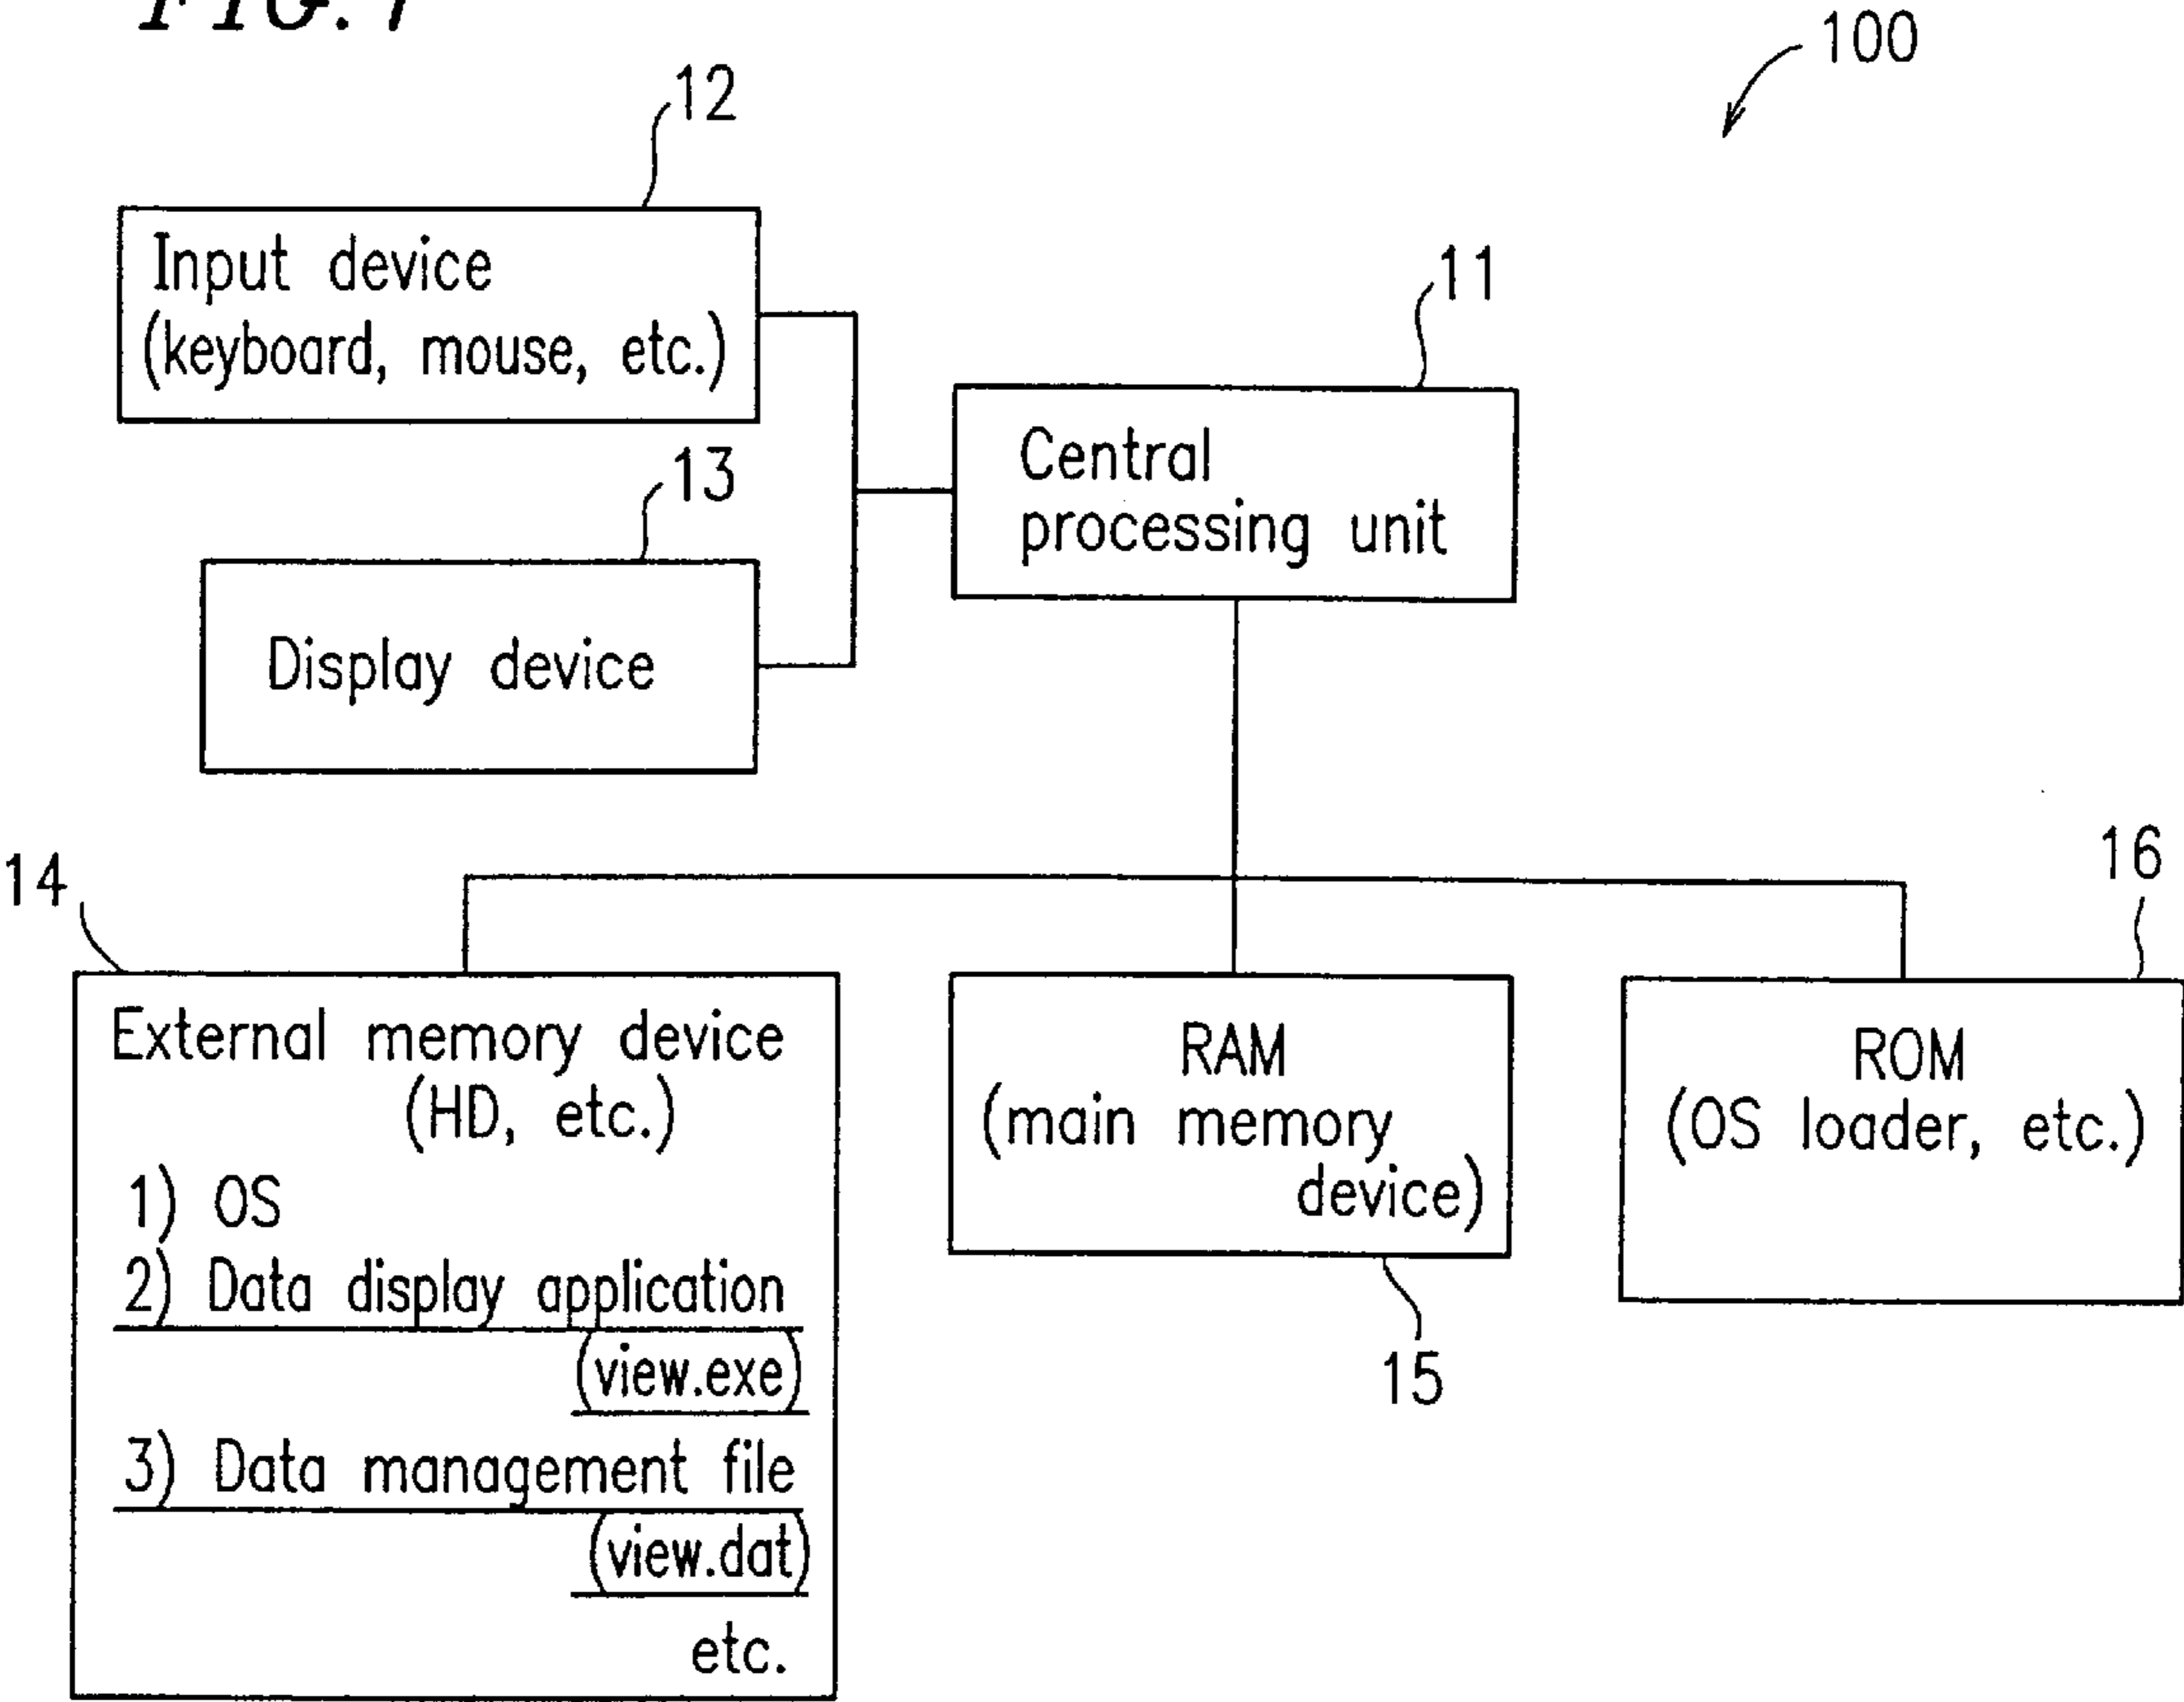 FIG. 1
100
12
Input device
(keyboard, mouse, etc.)
11
Central
processing unit
13
Display device
14
External memory device
(HD, etc.)
1) OS
2) Data display application
(view.exe)
3) Data management file
(view.dat)
etc.
RAM
(main memory
device)
15
16
ROM
(OS loader, etc.)